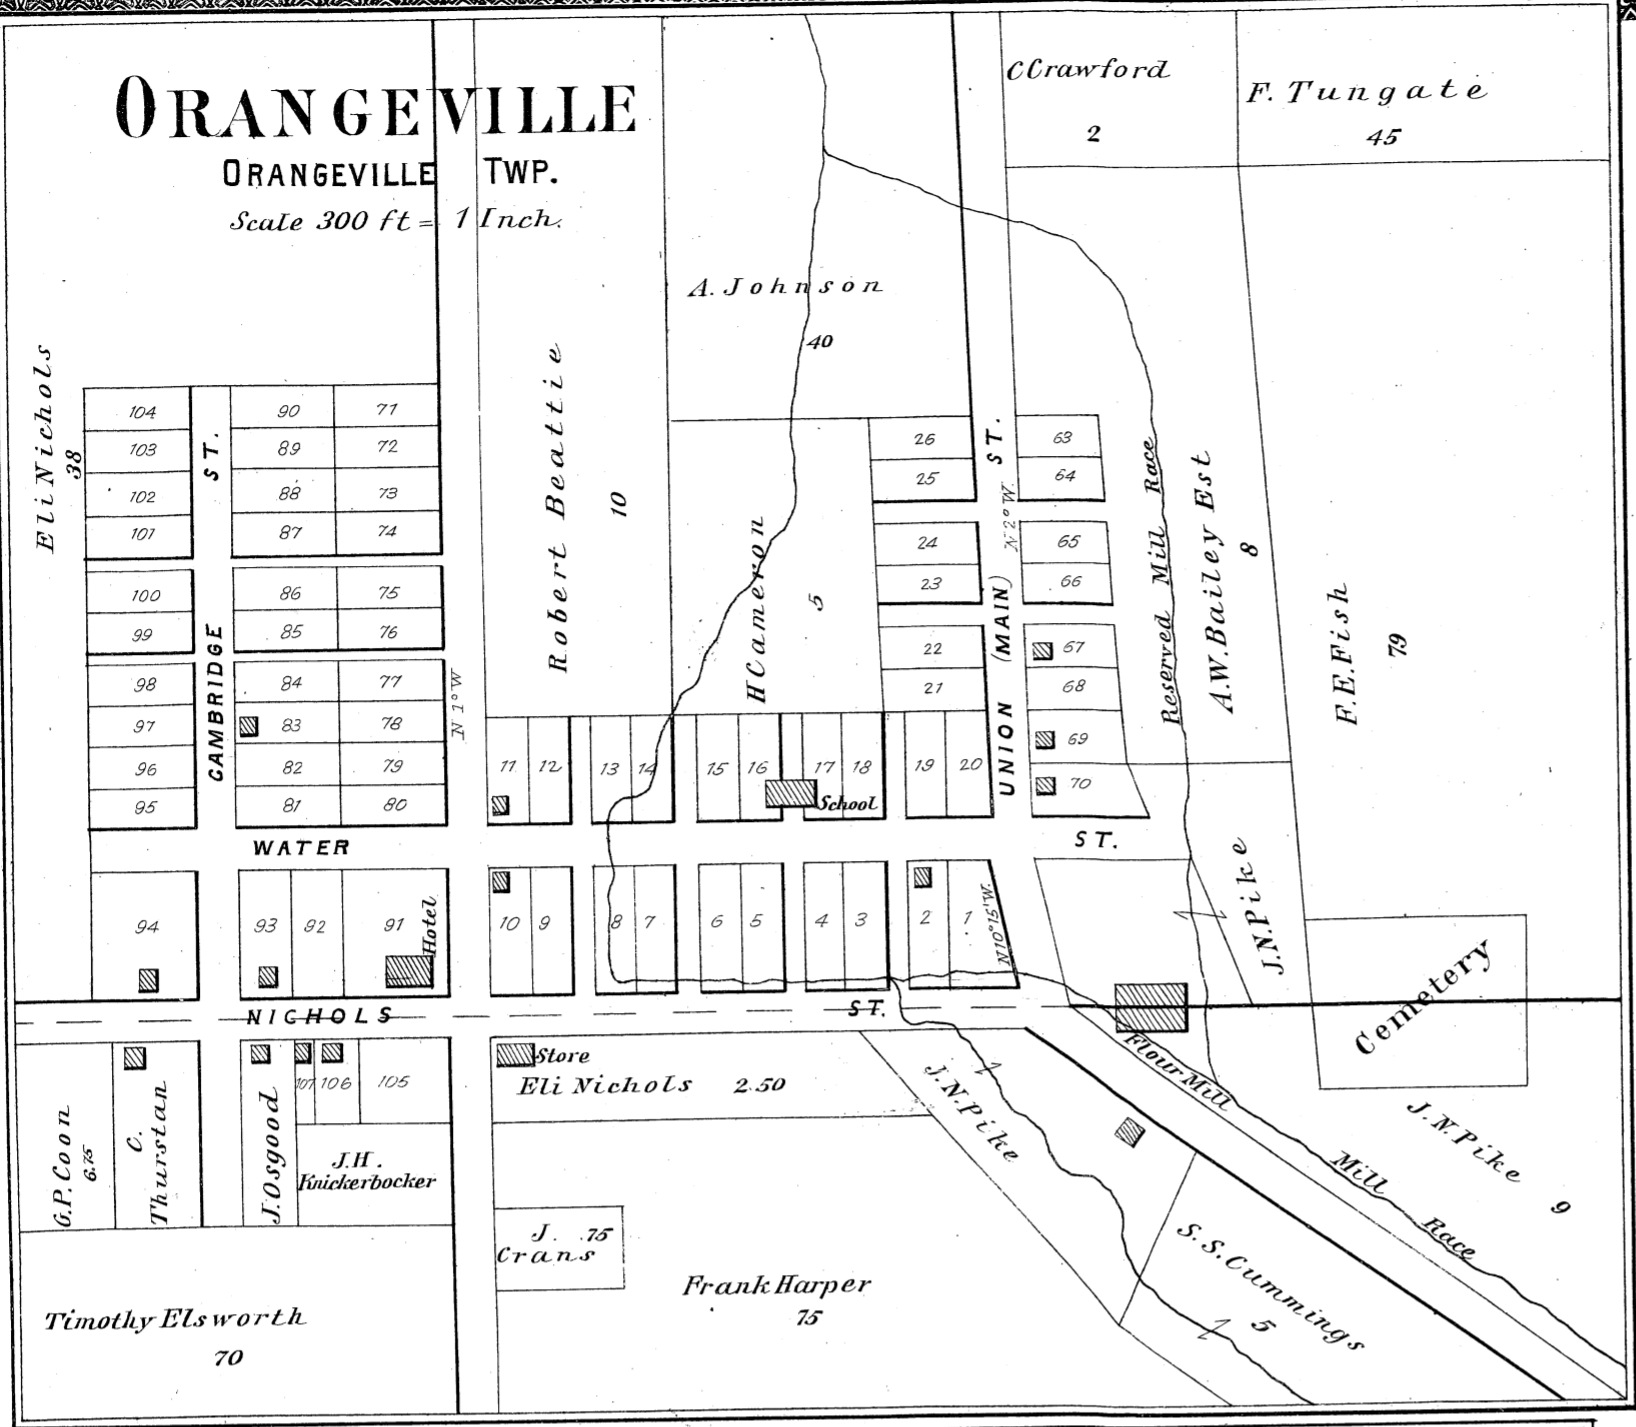 ORANGEVILLE
ORANGEVILLE TWP.
Scale 300 ft = 1 Inch.
C Crawford
2
F. Tungate
45
A. Johnson
40
Eli Nichols
38
Robert Beattie
10
H Cameron
5
Reserved Mill Race
A.W. Bailey Est
8
F.E. Fish
79
104
103
102
101
100
99
98
97
96
95
CAMBRIDGE ST.
90 71
89 72
88 73
87 74
86 75
85 76
84 77
83 78
82 79
81 80
N 1° W
26
25
24
23
22
21
UNION (MAIN) ST.
N 2° W.
63
64
65
66
67
68
69
70
11 12 13 14 15 16 17 18 19 20
School
WATER ST.
94
93 92 91
Hotel
10 9 8 7 6 5 4 3 2 1
N 10° 15' W.
J.N. Pike
Cemetery
NICHOLS ST.
G.P. Coon
6.75
C.
Thurstan
J. Osgood
107 106 105
J.H.
Knickerbocker
Store
Eli Nichols 2.50
J.N. Pike
Flour Mill
Mill Race
J.N. Pike 9
J. .75
Crans
S.S. Cummings
5
Frank Harper
75
Timothy Elsworth
70